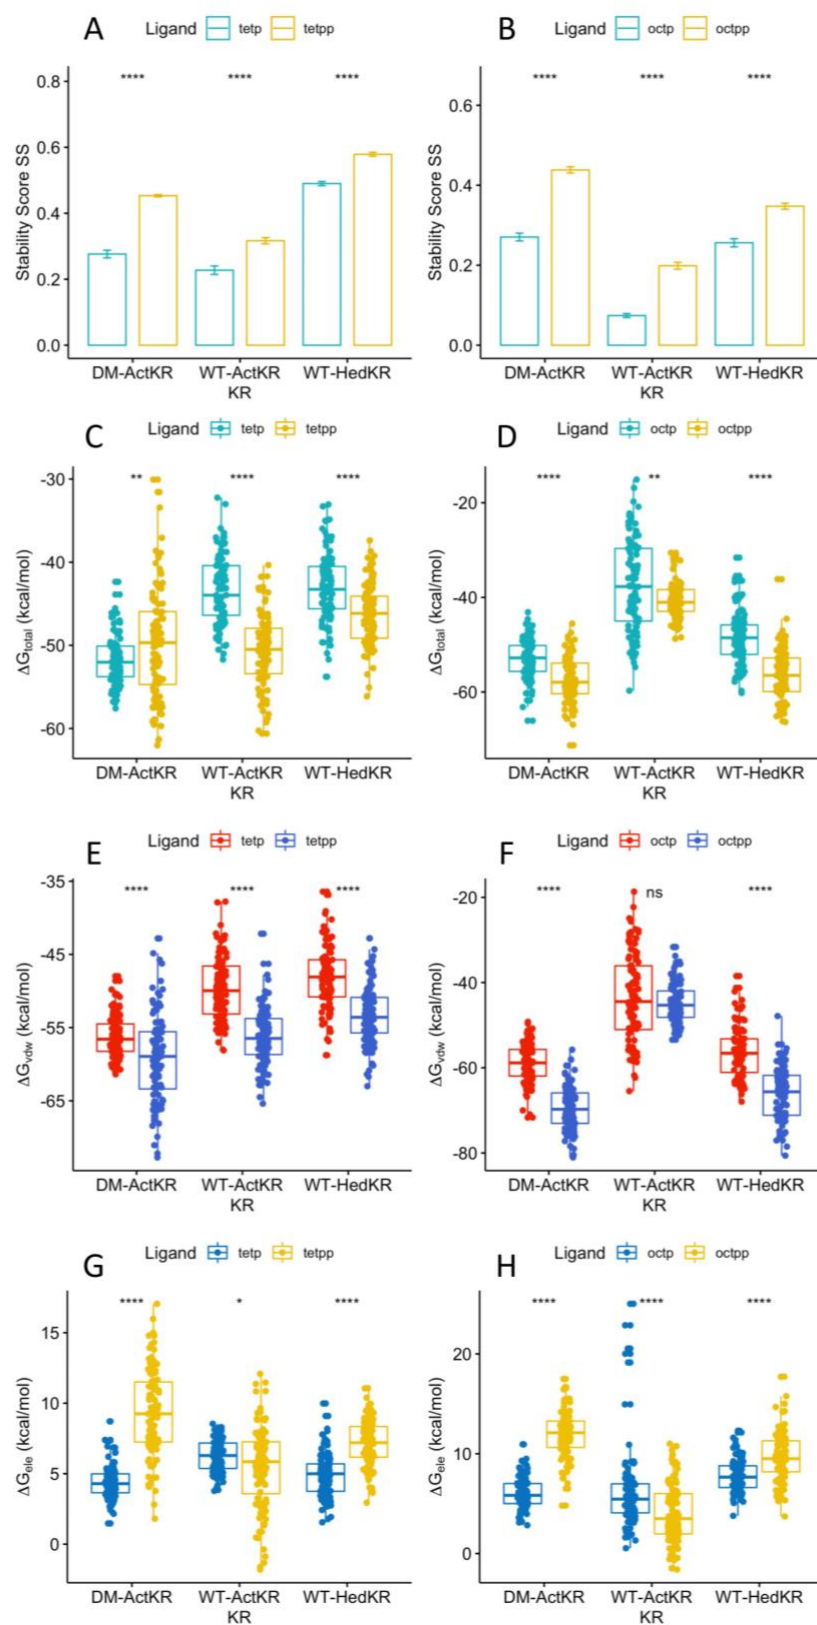 A Ligand tetp tetpp
Stability Score SS
0.8
0.6
0.4
0.2
0.0
**** **** ****
DM-ActKR WT-ActKR WT-HedKR
KR
B Ligand octp octpp
Stability Score SS
0.6
0.4
0.2
0.0
**** **** ****
DM-ActKR WT-ActKR WT-HedKR
KR
C Ligand tetp tetpp
ΔGtotal (kcal/mol)
-30
-40
-50
-60
** **** ****
DM-ActKR WT-ActKR WT-HedKR
KR
D Ligand octp octpp
ΔGtotal (kcal/mol)
-20
-40
-60
**** ** ****
DM-ActKR WT-ActKR WT-HedKR
KR
E Ligand tetp tetpp
ΔGvdw (kcal/mol)
-35
-45
-55
-65
**** **** ****
DM-ActKR WT-ActKR WT-HedKR
KR
F Ligand octp octpp
ΔGvdw (kcal/mol)
-20
-40
-60
-80
**** ns ****
DM-ActKR WT-ActKR WT-HedKR
KR
G Ligand tetp tetpp
ΔGele (kcal/mol)
15
10
5
0
**** * ****
DM-ActKR WT-ActKR WT-HedKR
KR
H Ligand octp octpp
ΔGele (kcal/mol)
20
10
0
**** **** ****
DM-ActKR WT-ActKR WT-HedKR
KR